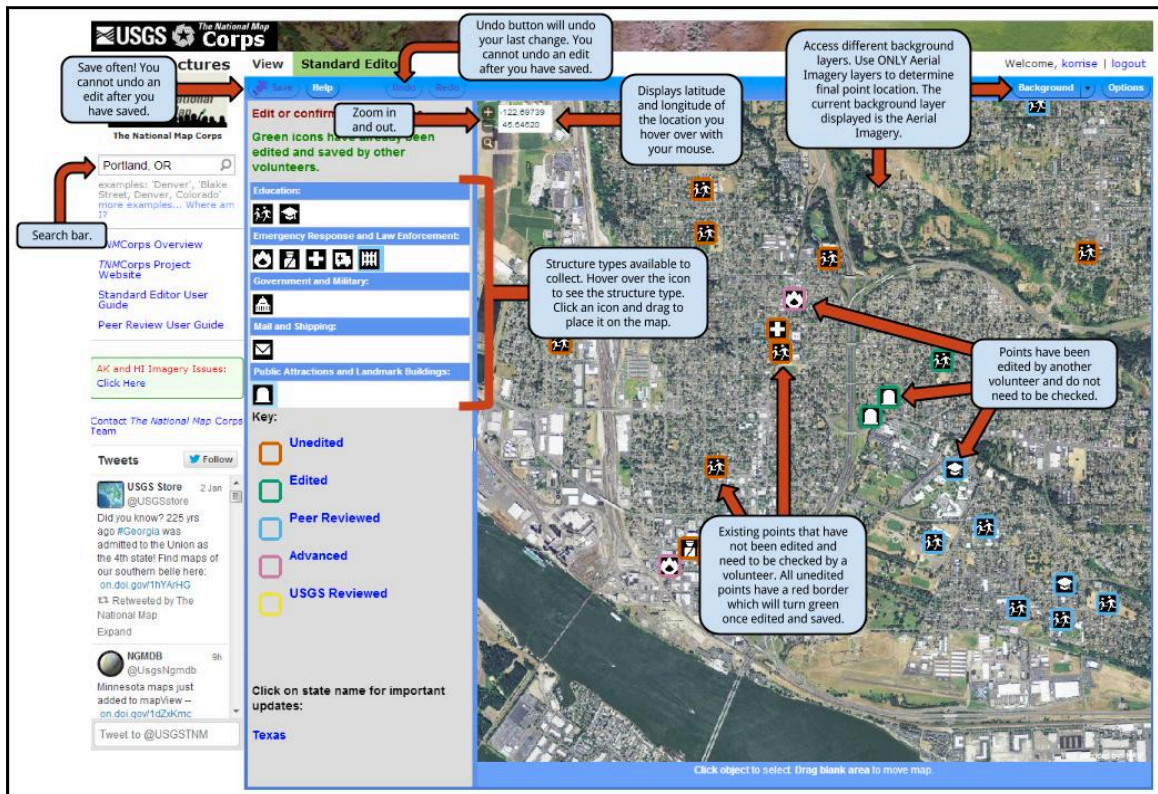 USGS
The National Map
Corps
Undo button will undo
your last change. You
cannot undo an edit
after you have saved.
Access different background
layers. Use ONLY Aerial
Imagery layers to determine
final point location. The
current background layer
displayed is the Aerial
Imagery.
Save often! You
cannot undo an
edit after you
have saved.
View
Standard Editor
Welcome, korrise | logout
Save
Help
Undo
Redo
Background
Options
The National Map Corps
Zoom in
and out.
Displays latitude
and longitude of
the location you
hover over with
your mouse.
Edit or confirm
-122.69739
Green icons have already been
edited and saved by other
volunteers.
Portland, OR
examples: 'Denver', 'Blake
Street, Denver, Colorado'
more examples... Where am
I?
Search bar.
TNMCorps Overview
TNMCorps Project
Website
Standard Editor User
Guide
Peer Review User Guide
AK and HI Imagery Issues:
Click Here
Contact The National Map Corps
Team
Education:
Emergency Response and Law Enforcement:
Government and Military:
Mail and Shipping:
Public Attractions and Landmark Buildings:
Structure types available to
collect. Hover over the icon
to see the structure type.
Click an icon and drag to
place it on the map.
Points have been
edited by another
volunteer and do not
need to be checked.
Key:
Unedited
Edited
Peer Reviewed
Advanced
USGS Reviewed
Existing points that have
not been edited and
need to be checked by a
volunteer. All unedited
points have a red border
which will turn green
once edited and saved.
Tweets
Follow
USGS Store
2 Jan
@USGSstore
Did you know? 225 yrs
ago #Georgia was
admitted to the Union as
the 4th state! Find maps of
our southern belle here:
on.doi.gov/1hYArHG
Retweeted by The
National Map
Expand
NGMDB
9h
@UsgsNgmdb
Minnesota maps just
added to mapView --
on.doi.gov/1dZxKmc
Tweet to @USGSTNM
Click on state name for important
updates:
Texas
Click object to select. Drag blank area to move map.